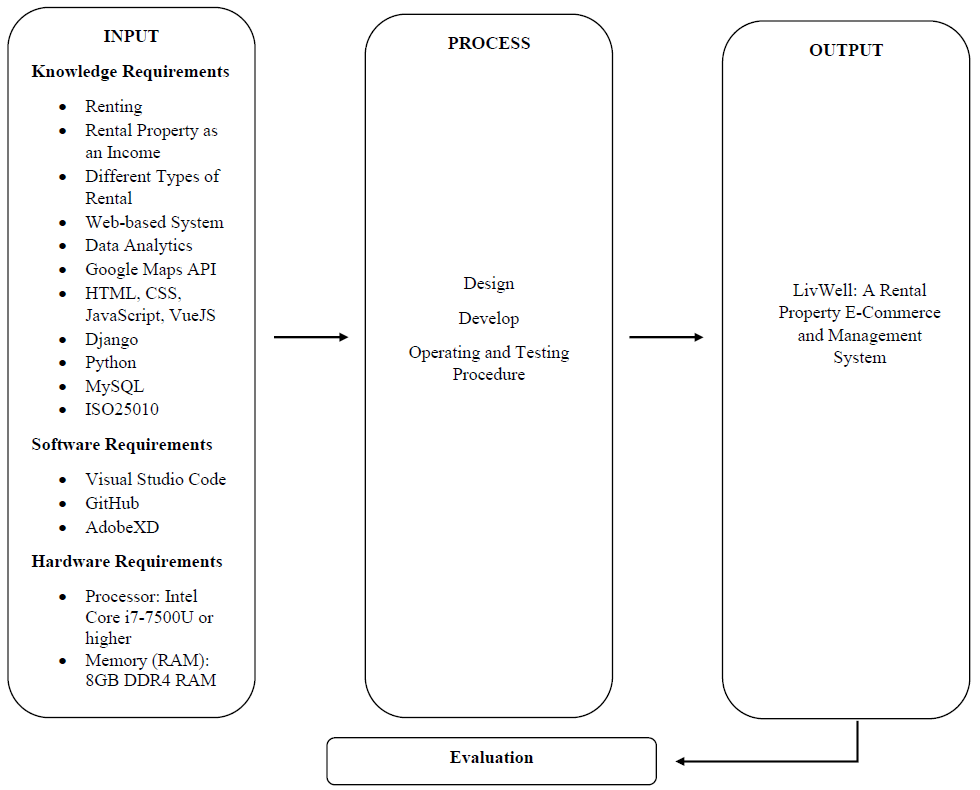 INPUT
Knowledge Requirements
• Renting
• Rental Property as
an Income
• Different Types of
Rental
• Web-based System
• Data Analytics
• Google Maps API
• HTML, CSS,
JavaScript, VueJS
• Django
• Python
• MySQL
• ISO25010
Software Requirements
• Visual Studio Code
• GitHub
• AdobeXD
Hardware Requirements
• Processor: Intel
Core i7-7500U or
higher
• Memory (RAM):
8GB DDR4 RAM
PROCESS
Design
Develop
Operating and Testing
Procedure
OUTPUT
LivWell: A Rental
Property E-Commerce
and Management
System
Evaluation